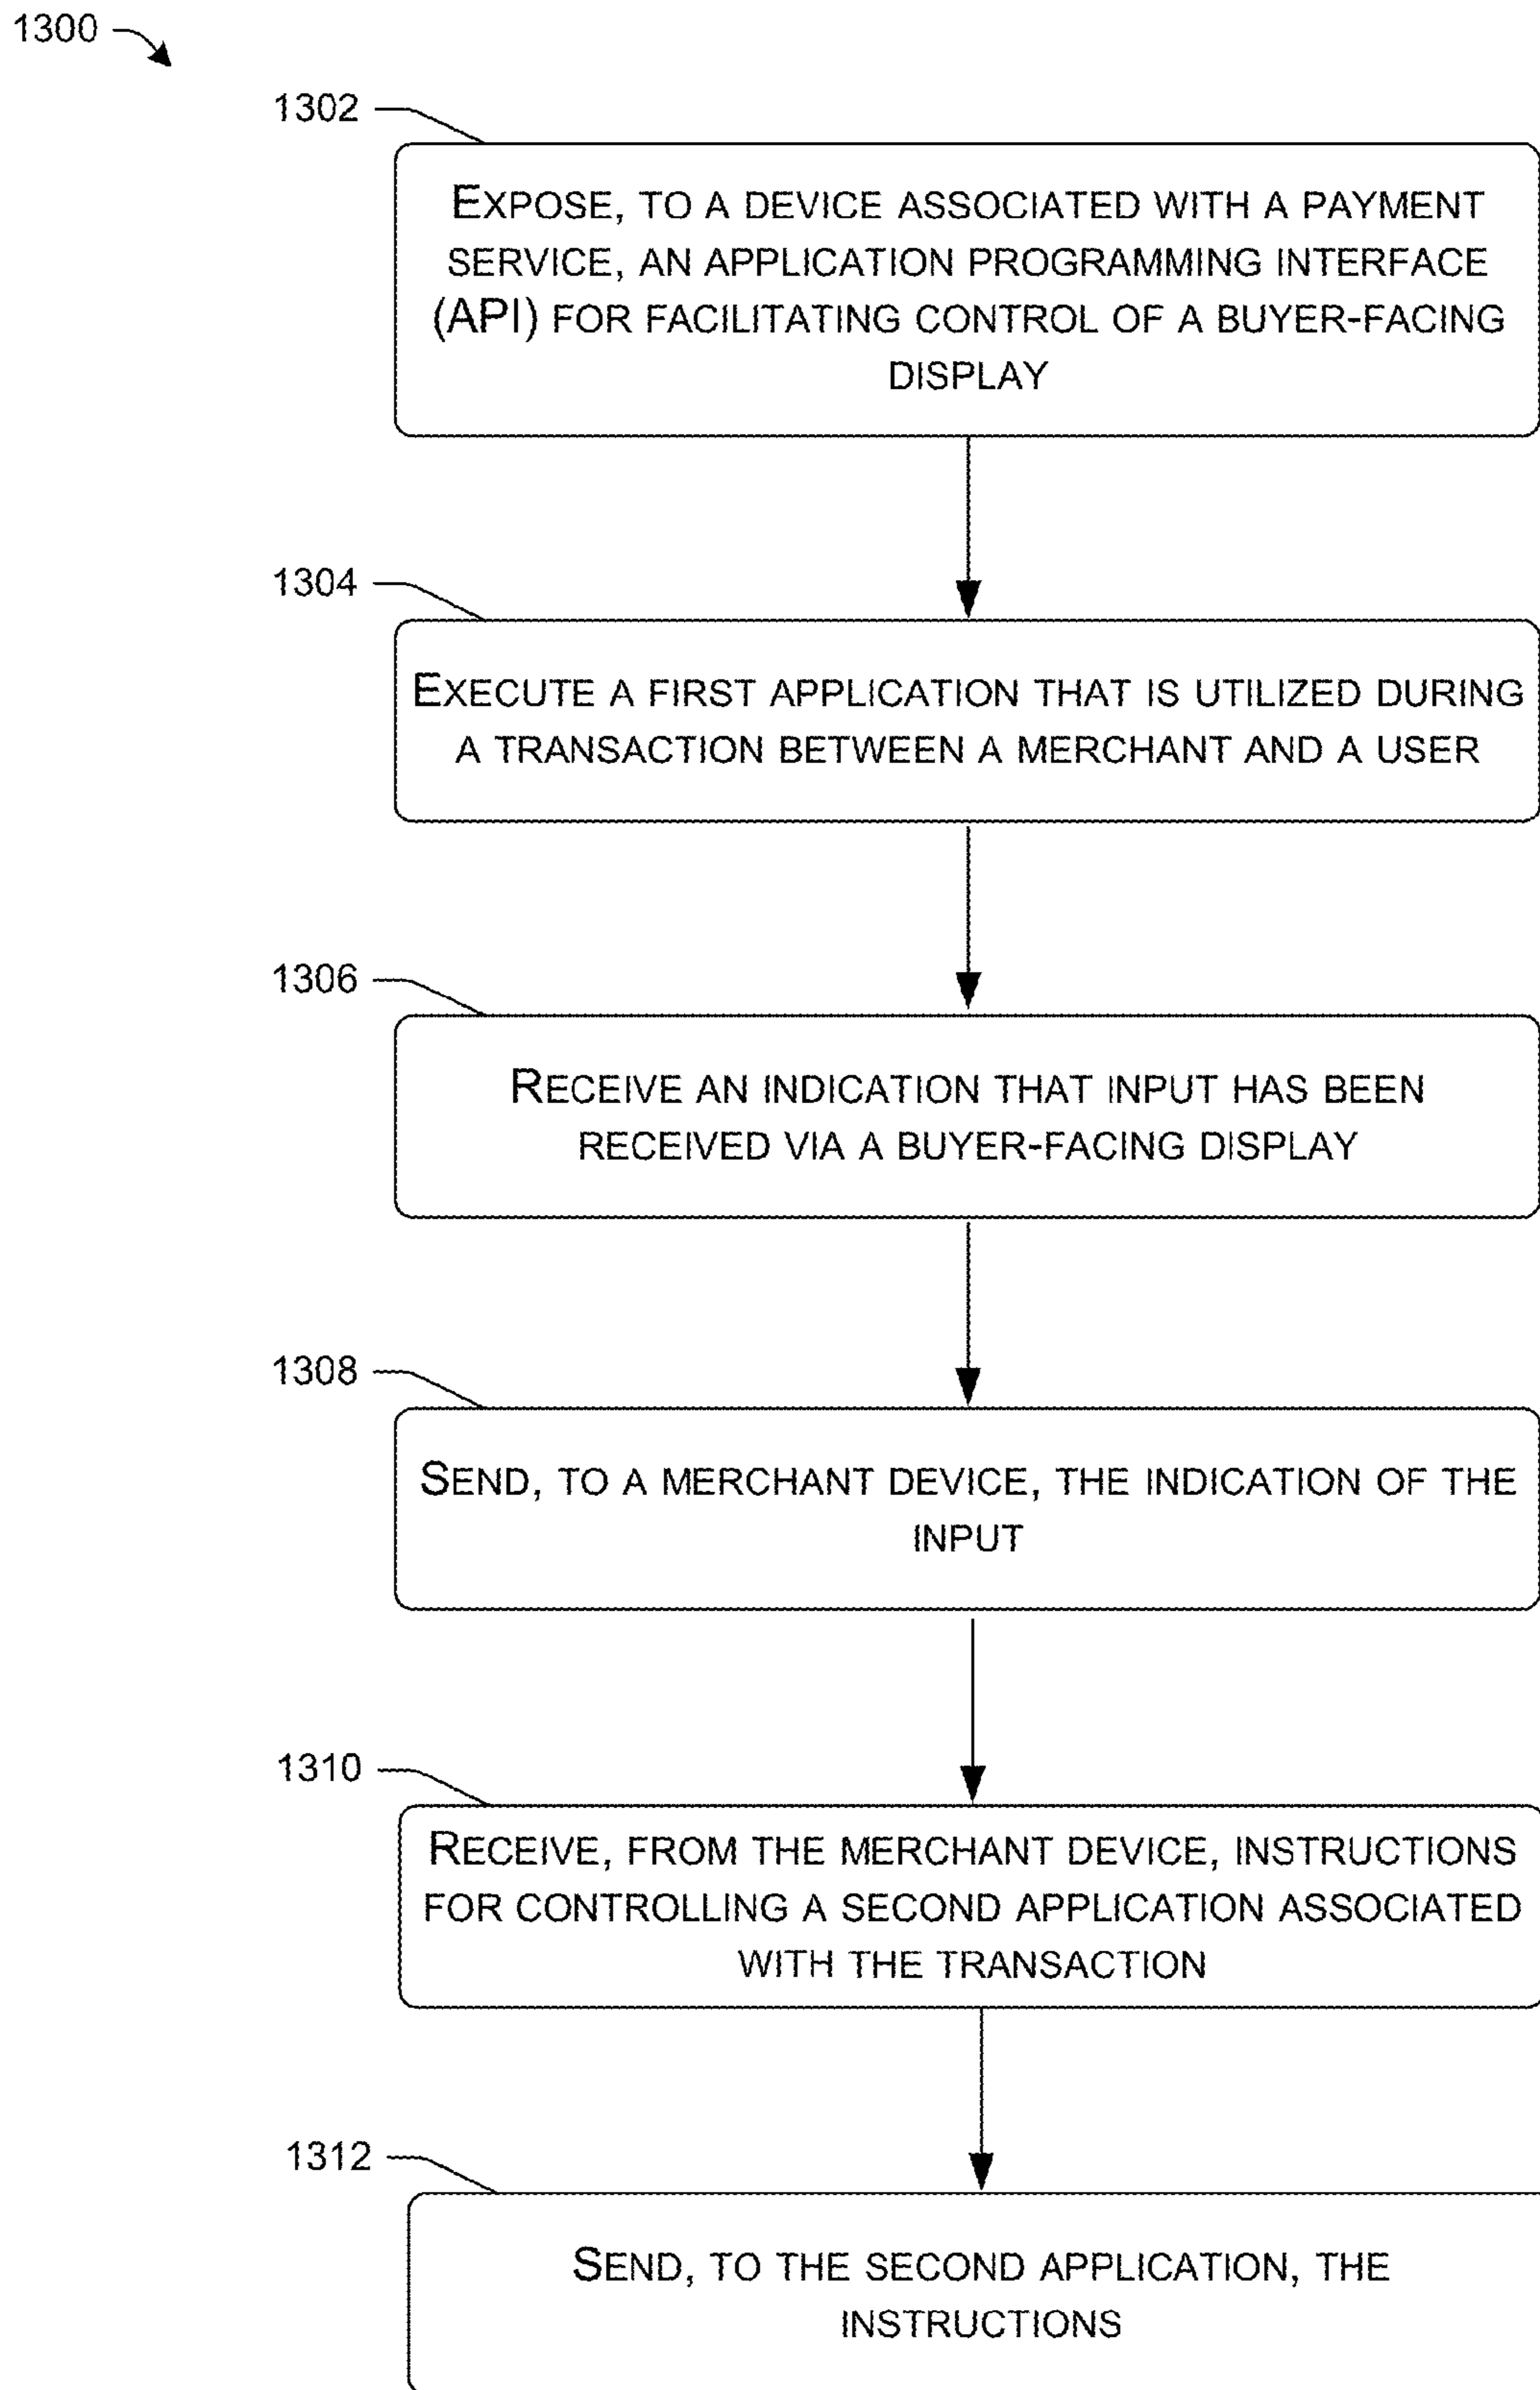 1300
1302
EXPOSE, TO A DEVICE ASSOCIATED WITH A PAYMENT
SERVICE, AN APPLICATION PROGRAMMING INTERFACE
(API) FOR FACILITATING CONTROL OF A BUYER-FACING
DISPLAY
1304
EXECUTE A FIRST APPLICATION THAT IS UTILIZED DURING
A TRANSACTION BETWEEN A MERCHANT AND A USER
1306
RECEIVE AN INDICATION THAT INPUT HAS BEEN
RECEIVED VIA A BUYER-FACING DISPLAY
1308
SEND, TO A MERCHANT DEVICE, THE INDICATION OF THE
INPUT
1310
RECEIVE, FROM THE MERCHANT DEVICE, INSTRUCTIONS
FOR CONTROLLING A SECOND APPLICATION ASSOCIATED
WITH THE TRANSACTION
1312
SEND, TO THE SECOND APPLICATION, THE
INSTRUCTIONS